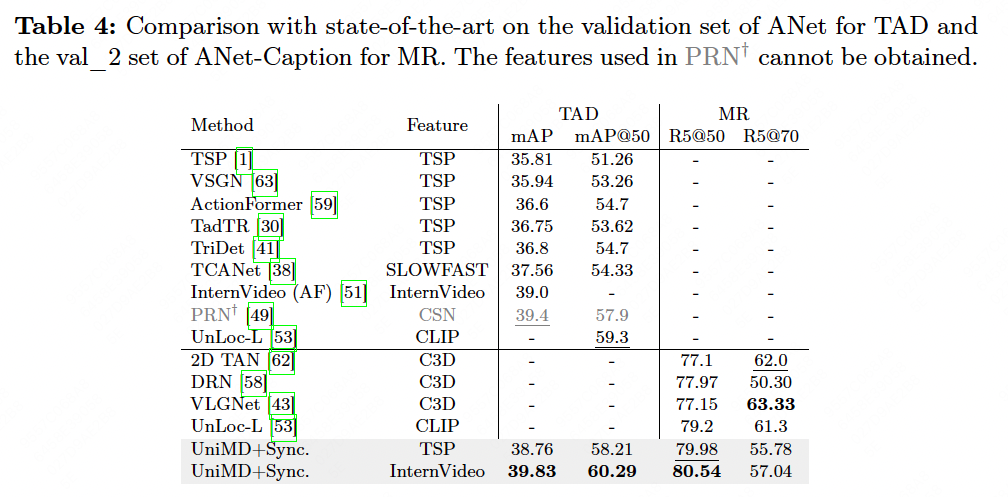 Table 4: Comparison with state-of-the-art on the validation set of ANet for TAD and
the val_2 set of ANet-Caption for MR. The features used in PRN† cannot be obtained.
Method Feature TAD MR
mAP mAP@50 R5@50 R5@70
TSP [1] TSP 35.81 51.26 - -
VSGN [63] TSP 35.94 53.26 - -
ActionFormer [59] TSP 36.6 54.7 - -
TadTR [30] TSP 36.75 53.62 - -
TriDet [41] TSP 36.8 54.7 - -
TCANet [38] SLOWFAST 37.56 54.33 - -
InternVideo (AF) [51] InternVideo 39.0 - - -
PRN† [49] CSN 39.4 57.9 - -
UnLoc-L [53] CLIP - 59.3 - -
2D TAN [62] C3D - - 77.1 62.0
DRN [58] C3D - - 77.97 50.30
VLGNet [43] C3D - - 77.15 63.33
UnLoc-L [53] CLIP - - 79.2 61.3
UniMD+Sync. TSP 38.76 58.21 79.98 55.78
UniMD+Sync. InternVideo 39.83 60.29 80.54 57.04